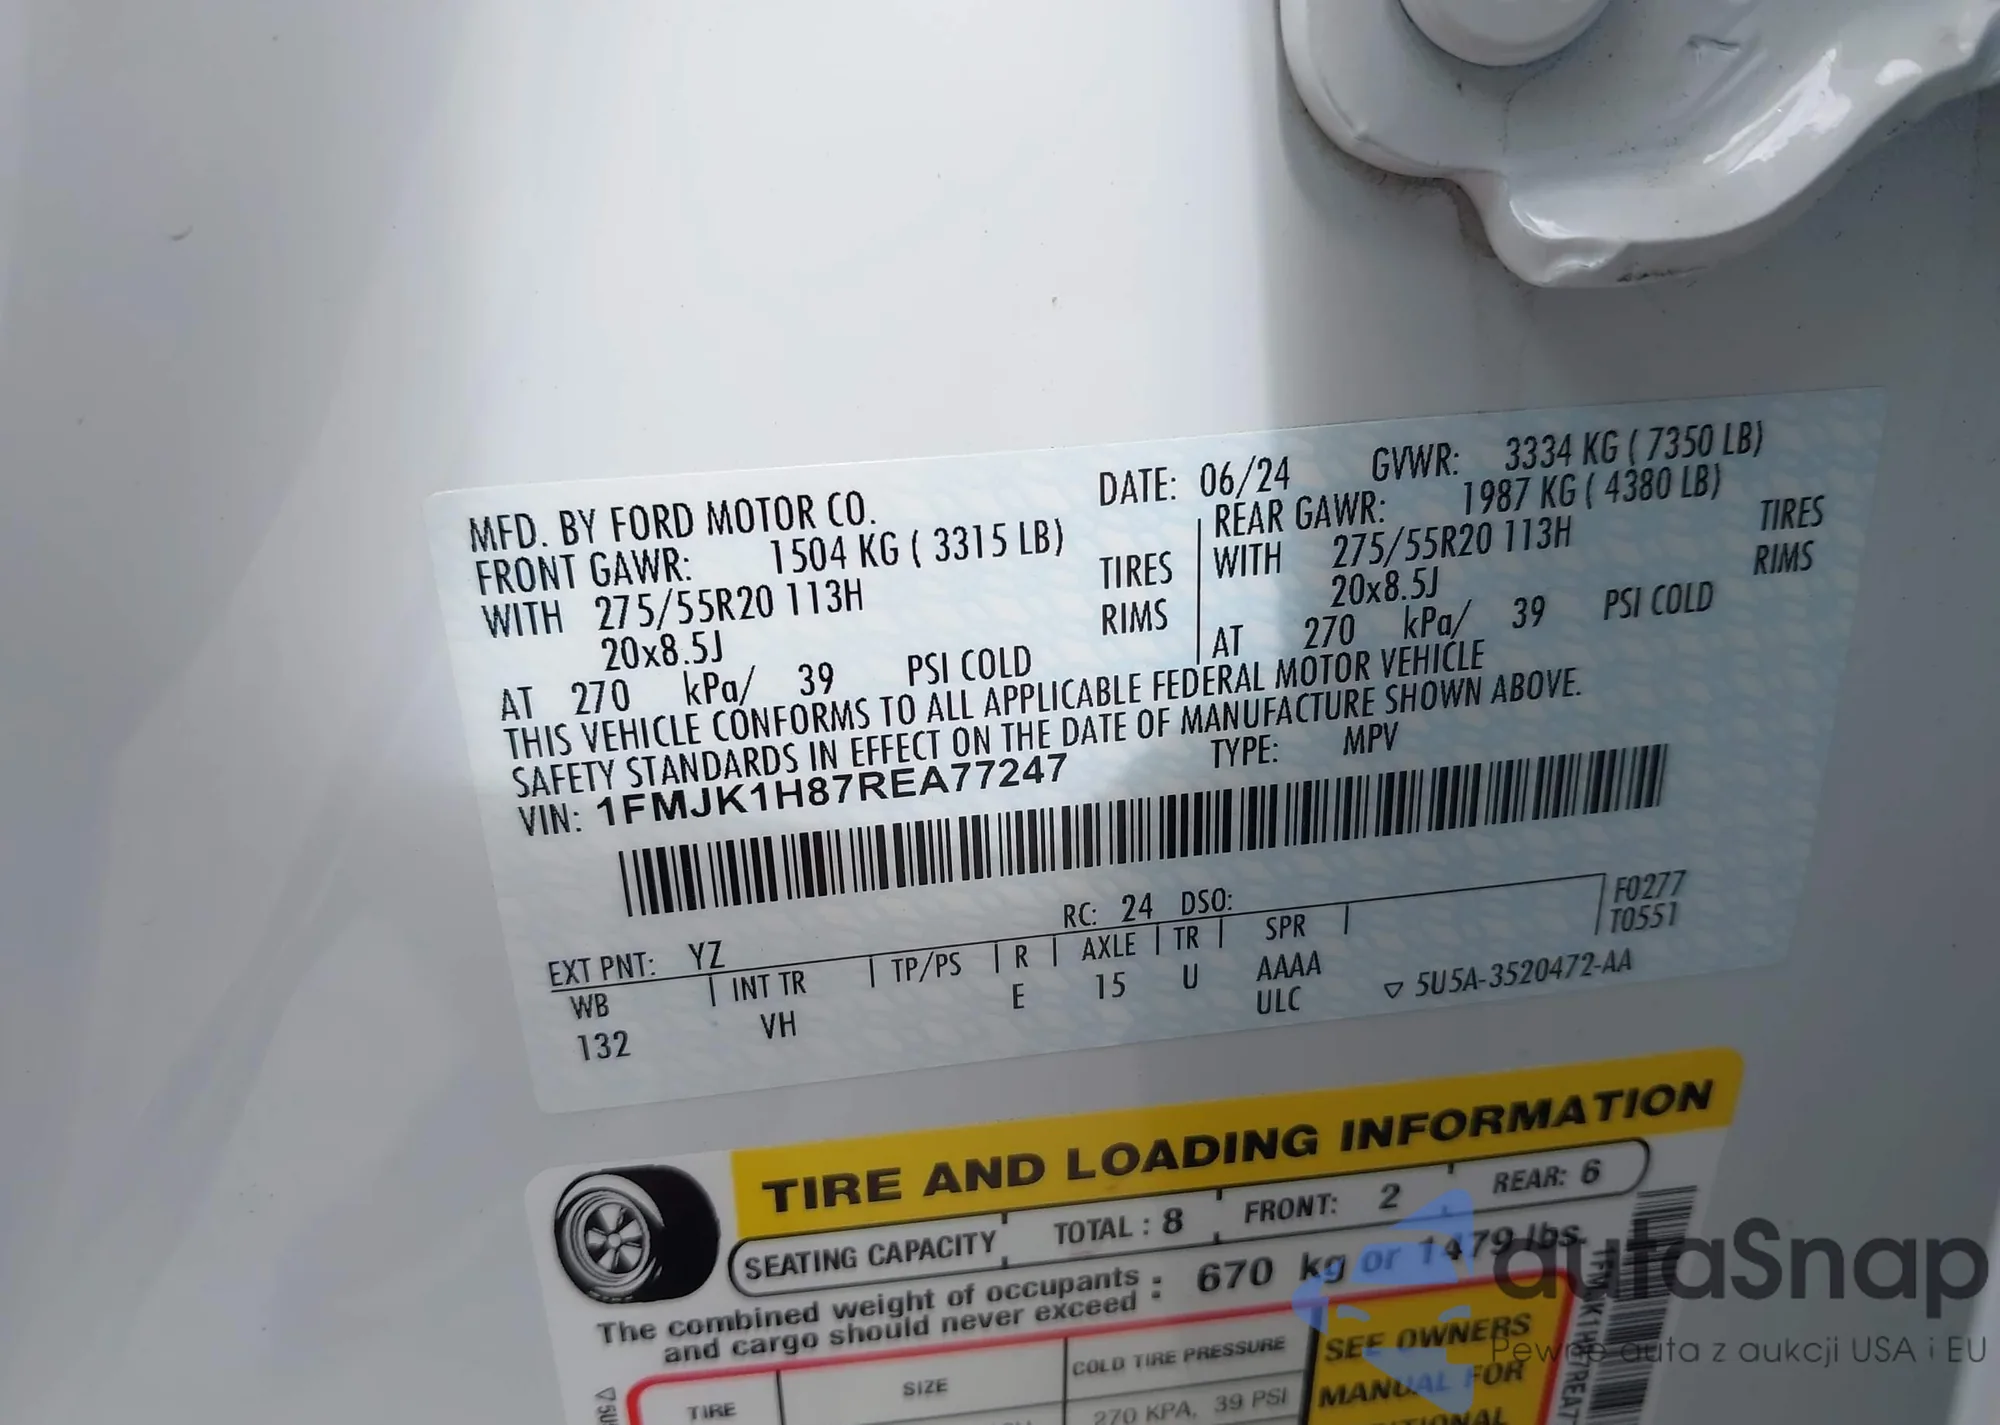 MFD. BY FORD MOTOR CO.
DATE: 06/24 GVWR: 3334 KG ( 7350 LB)
FRONT GAWR: 1504 KG ( 3315 LB)
WITH 275/55R20 113H TIRES
20x8.5J RIMS
AT 270 kPa/ 39 PSI COLD
REAR GAWR: 1987 KG ( 4380 LB)
WITH 275/55R20 113H TIRES
20x8.5J RIMS
AT 270 kPa/ 39 PSI COLD
THIS VEHICLE CONFORMS TO ALL APPLICABLE FEDERAL MOTOR VEHICLE
SAFETY STANDARDS IN EFFECT ON THE DATE OF MANUFACTURE SHOWN ABOVE.
VIN: 1FMJK1H87REA77247 TYPE: MPV
EXT PNT: YZ RC: 24 DSO: F0277
T0551
WB INT TR TP/PS R AXLE TR SPR
132 VH E 15 U AAAA
ULC
5U5A-3520472-AA
TIRE AND LOADING INFORMATION
SEATING CAPACITY TOTAL : 8 FRONT: 2 REAR: 6
The combined weight of occupants : 670 kg or 1479 lbs.
and cargo should never exceed :
TIRE SIZE COLD TIRE PRESSURE SEE OWNERS
270 KPA, 39 PSI MANUAL FOR
autaSnap
Pewne auta z aukcji USA i EU